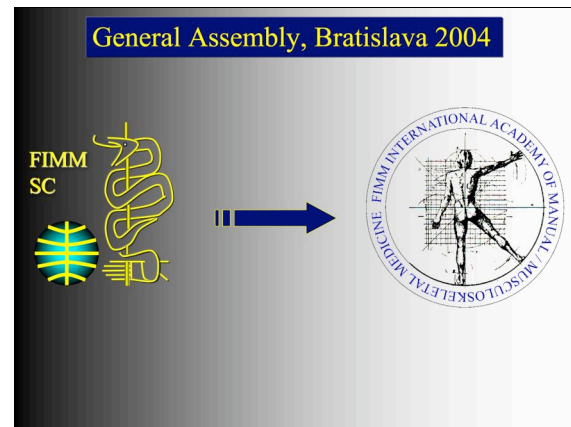 General Assembly, Bratislava 2004
FIMM
SC
FIMM INTERNATIONAL ACADEMY OF MANUAL / MUSCULOSKELETAL MEDICINE